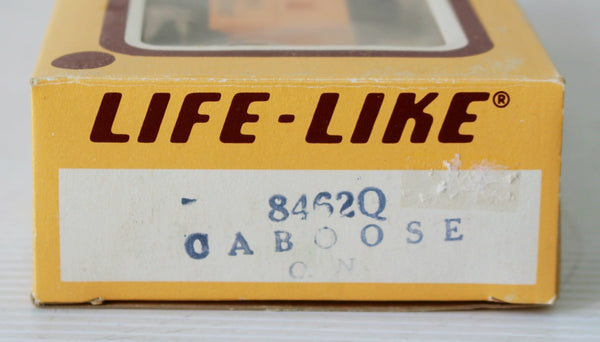 LIFE-LIKE®
- 8462Q
CABOOSE
C.N.